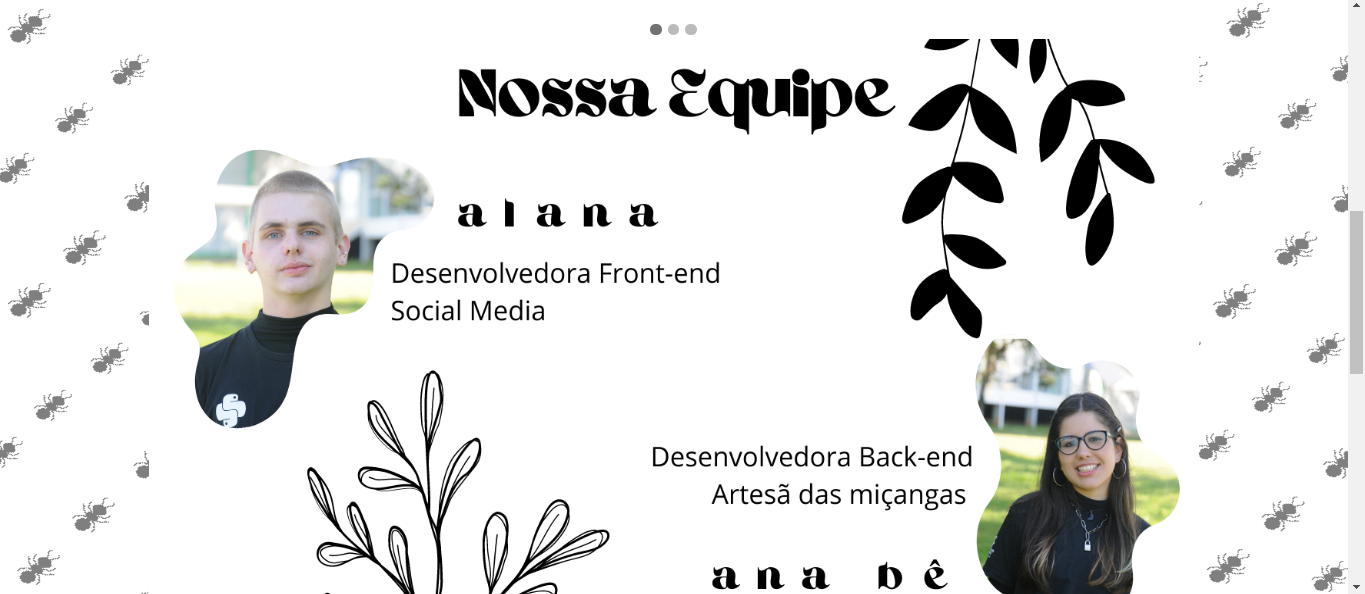 Nossa Equipe
alana
Desenvolvedora Front-end
Social Media
Desenvolvedora Back-end
Artesã das miçangas
ana bê